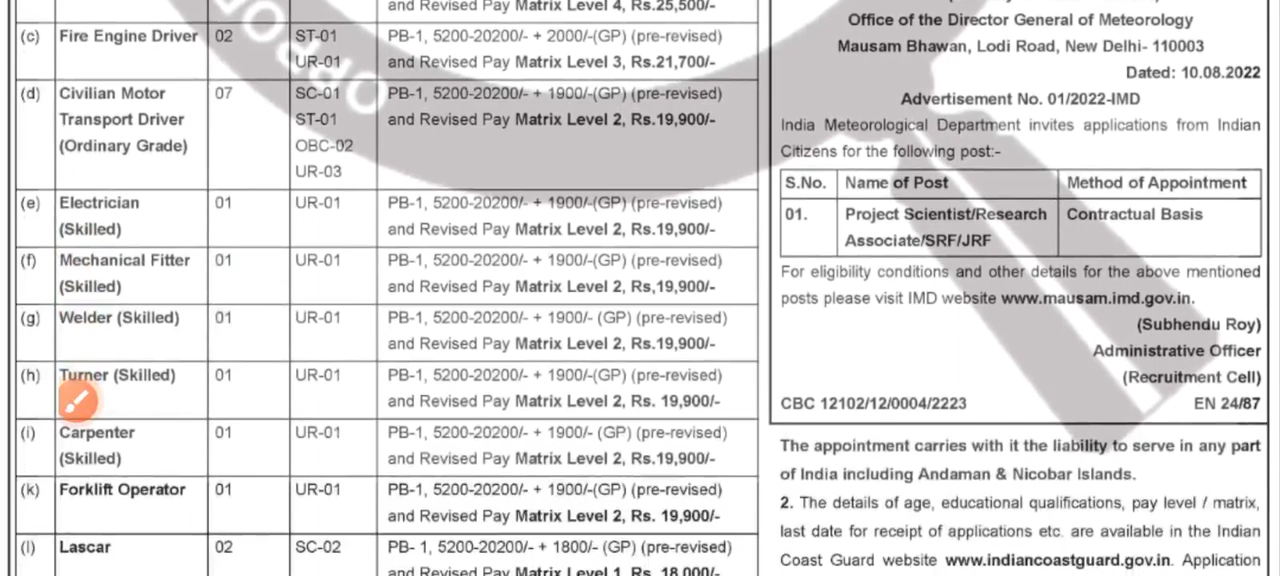 and Revised Pay Matrix Level 4, Rs.25,500/-
(c) Fire Engine Driver 02 ST-01 PB-1, 5200-20200/- + 2000/-(GP) (pre-revised)
UR-01 and Revised Pay Matrix Level 3, Rs.21,700/-
(d) Civilian Motor 07 SC-01 PB-1, 5200-20200/- + 1900/-(GP) (pre-revised)
Transport Driver ST-01 and Revised Pay Matrix Level 2, Rs.19,900/-
(Ordinary Grade) OBC-02
UR-03
(e) Electrician 01 UR-01 PB-1, 5200-20200/- + 1900/-(GP) (pre-revised)
(Skilled) and Revised Pay Matrix Level 2, Rs.19,900/-
(f) Mechanical Fitter 01 UR-01 PB-1, 5200-20200/- + 1900/-(GP) (pre-revised)
(Skilled) and Revised Pay Matrix Level 2, Rs,19,900/-
(g) Welder (Skilled) 01 UR-01 PB-1, 5200-20200/- + 1900/- (GP) (pre-revised)
and Revised Pay Matrix Level 2, Rs.19,900/-
(h) Turner (Skilled) 01 UR-01 PB-1, 5200-20200/- + 1900/-(GP) (pre-revised)
and Revised Pay Matrix Level 2, Rs. 19,900/-
(i) Carpenter 01 UR-01 PB-1, 5200-20200/- + 1900/- (GP) (pre-revised)
(Skilled) and Revised Pay Matrix Level 2, Rs.19,900/-
(k) Forklift Operator 01 UR-01 PB-1, 5200-20200/- + 1900/-(GP) (pre-revised)
and Revised Pay Matrix Level 2, Rs. 19,900/-
(l) Lascar 02 SC-02 PB- 1, 5200-20200/- + 1800/- (GP) (pre-revised)
and Revised Pay Matrix Level 1, Rs. 18,000/-
Office of the Director General of Meteorology
Mausam Bhawan, Lodi Road, New Delhi- 110003
Dated: 10.08.2022
Advertisement No. 01/2022-IMD
India Meteorological Department invites applications from Indian
Citizens for the following post:-
S.No. Name of Post Method of Appointment
01. Project Scientist/Research Contractual Basis
Associate/SRF/JRF
For eligibility conditions and other details for the above mentioned
posts please visit IMD website www.mausam.imd.gov.in.
(Subhendu Roy)
Administrative Officer
(Recruitment Cell)
CBC 12102/12/0004/2223 EN 24/87
The appointment carries with it the liability to serve in any part
of India including Andaman & Nicobar Islands.
2. The details of age, educational qualifications, pay level / matrix,
last date for receipt of applications etc. are available in the Indian
Coast Guard website www.indiancoastguard.gov.in. Application